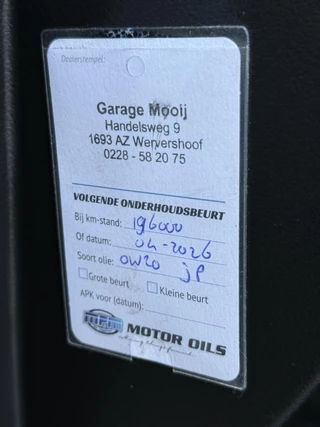 Dealerstempel:
Garage Mooij
Handelsweg 9
1693 AZ Wervershoof
0228 - 58 20 75
VOLGENDE ONDERHOUDSBEURT
Bij km-stand: 196000
Of datum: 04-2026
Soort olie: 0W20 JP
Grote beurt Kleine beurt
APK voor (datum):
MPM MOTOR OILS